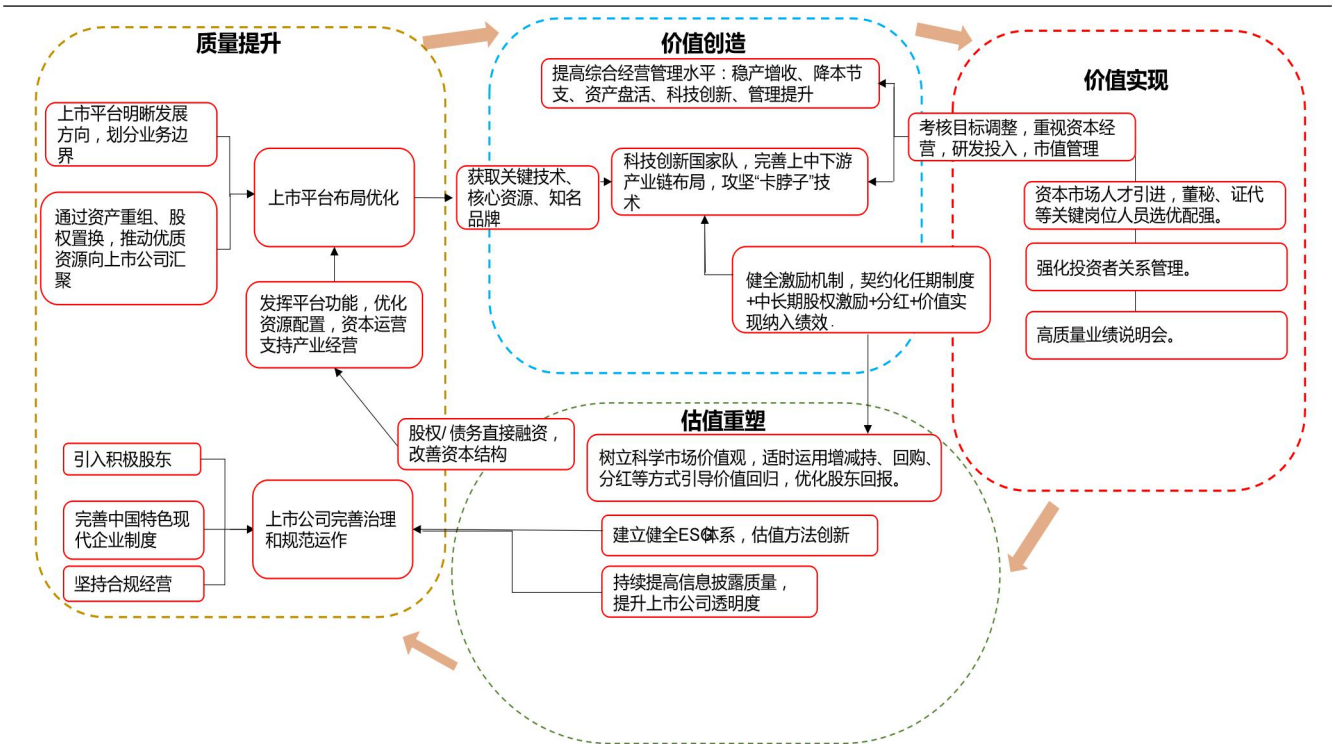 质量提升
上市平台明晰发展
方向，划分业务边
界
通过资产重组、股
权置换，推动优质
资源向上市公司汇
聚
上市平台布局优化
发挥平台功能，优化
资源配置，资本运营
支持产业经营
股权/债务直接融资，
改善资本结构
引入积极股东
完善中国特色现
代企业制度
坚持合规经营
上市公司完善治理
和规范运作
价值创造
提高综合经营管理水平：稳产增收、降本节
支、资产盘活、科技创新、管理提升
获取关键技术、
核心资源、知名
品牌
科技创新国家队，完善上中下游
产业链布局，攻坚“卡脖子”技
术
健全激励机制，契约化任期制度
+中长期股权激励+分红+价值实
现纳入绩效.
价值实现
考核目标调整，重视资本经
营，研发投入，市值管理
资本市场人才引进，董秘、证代
等关键岗位人员选优配强。
强化投资者关系管理。
高质量业绩说明会。
估值重塑
树立科学市场价值观，适时运用增减持、回购、
分红等方式引导价值回归，优化股东回报。
建立健全ESG体系，估值方法创新
持续提高信息披露质量，
提升上市公司透明度